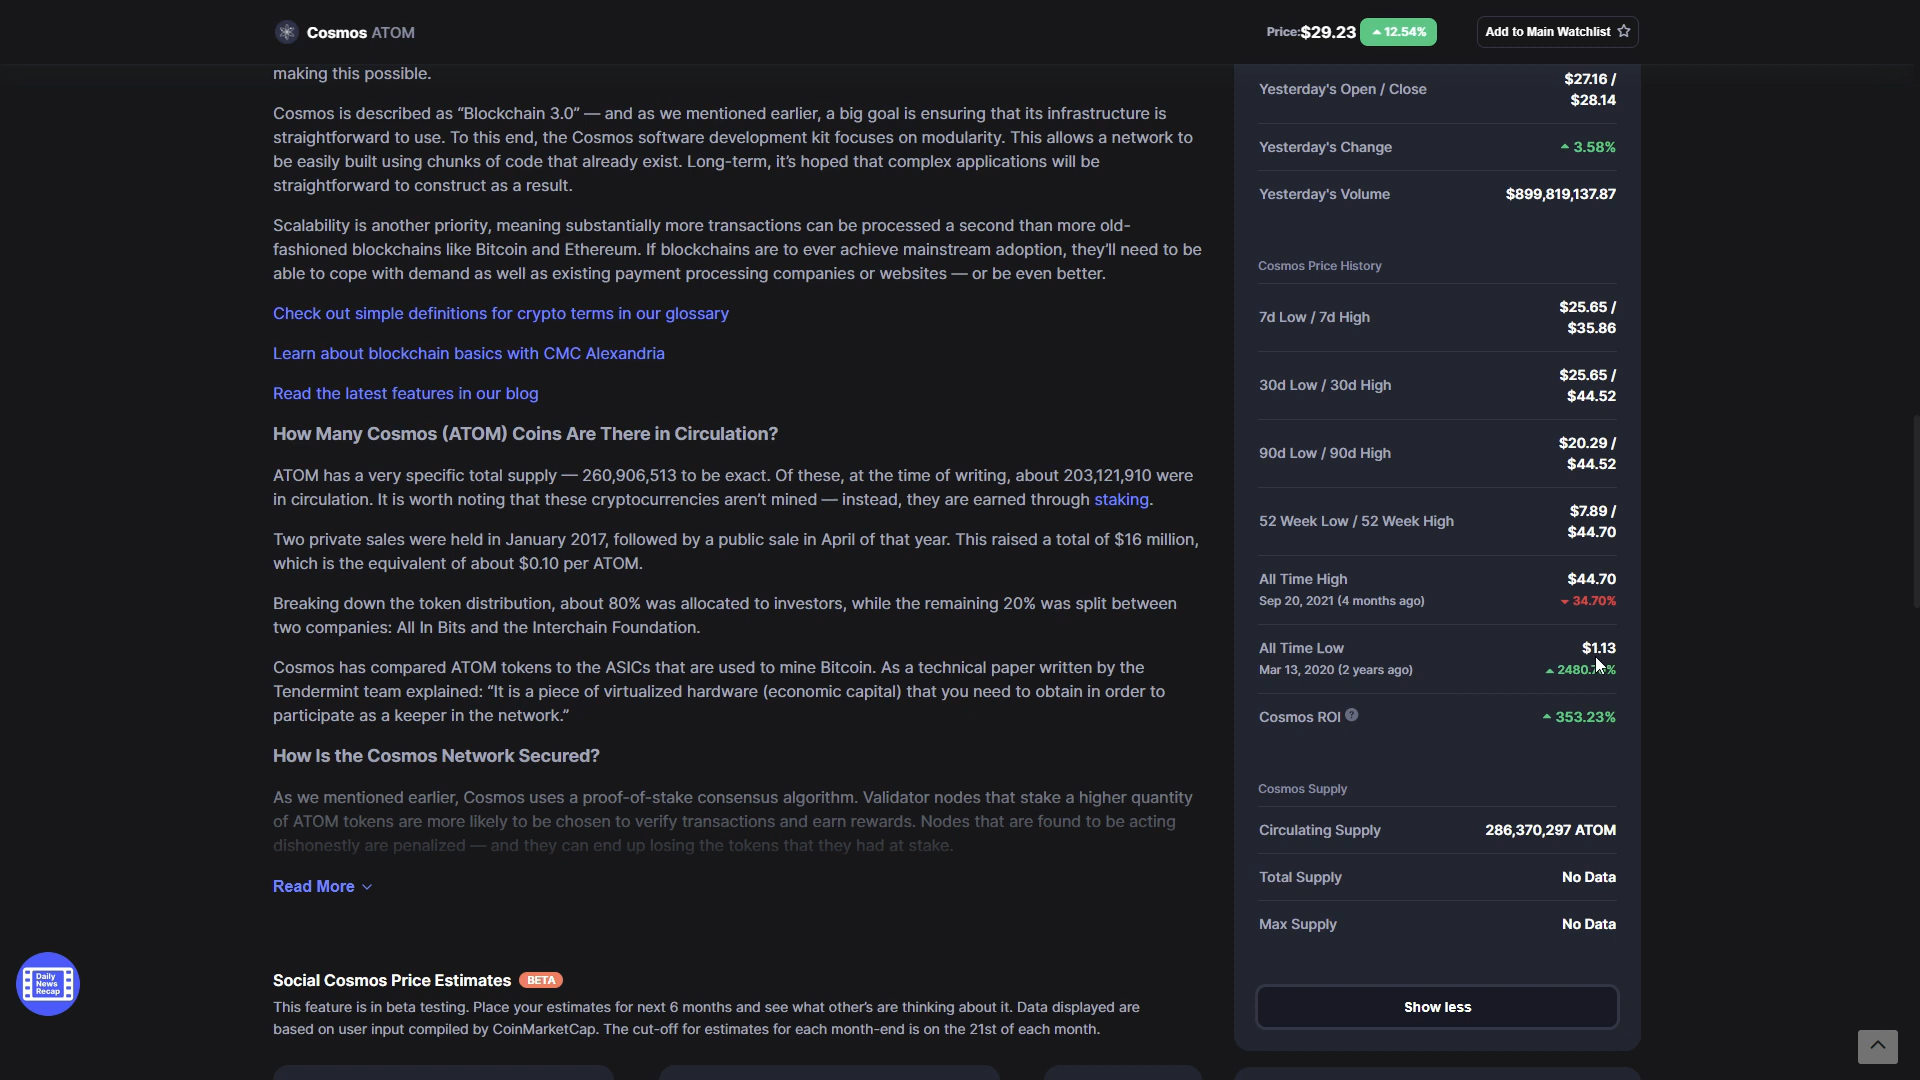 Cosmos ATOM
Price:$29.23 12.54%
Add to Main Watchlist
making this possible.
Cosmos is described as “Blockchain 3.0” — and as we mentioned earlier, a big goal is ensuring that its infrastructure is
straightforward to use. To this end, the Cosmos software development kit focuses on modularity. This allows a network to
be easily built using chunks of code that already exist. Long-term, it’s hoped that complex applications will be
straightforward to construct as a result.
Scalability is another priority, meaning substantially more transactions can be processed a second than more old-
fashioned blockchains like Bitcoin and Ethereum. If blockchains are to ever achieve mainstream adoption, they’ll need to be
able to cope with demand as well as existing payment processing companies or websites — or be even better.
Check out simple definitions for crypto terms in our glossary
Learn about blockchain basics with CMC Alexandria
Read the latest features in our blog
How Many Cosmos (ATOM) Coins Are There in Circulation?
ATOM has a very specific total supply — 260,906,513 to be exact. Of these, at the time of writing, about 203,121,910 were
in circulation. It is worth noting that these cryptocurrencies aren’t mined — instead, they are earned through staking.
Two private sales were held in January 2017, followed by a public sale in April of that year. This raised a total of $16 million,
which is the equivalent of about $0.10 per ATOM.
Breaking down the token distribution, about 80% was allocated to investors, while the remaining 20% was split between
two companies: All In Bits and the Interchain Foundation.
Cosmos has compared ATOM tokens to the ASICs that are used to mine Bitcoin. As a technical paper written by the
Tendermint team explained: “It is a piece of virtualized hardware (economic capital) that you need to obtain in order to
participate as a keeper in the network.”
How Is the Cosmos Network Secured?
As we mentioned earlier, Cosmos uses a proof-of-stake consensus algorithm. Validator nodes that stake a higher quantity
of ATOM tokens are more likely to be chosen to verify transactions and earn rewards. Nodes that are found to be acting
dishonestly are penalized — and they can end up losing the tokens that they had at stake.
Read More
Social Cosmos Price Estimates BETA
This feature is in beta testing. Place your estimates for next 6 months and see what other’s are thinking about it. Data displayed are
based on user input compiled by CoinMarketCap. The cut-off for estimates for each month-end is on the 21st of each month.
Daily
News
Recap
Yesterday's Open / Close $27.16 /
$28.14
Yesterday's Change 3.58%
Yesterday's Volume $899,819,137.87
Cosmos Price History
7d Low / 7d High $25.65 /
$35.86
30d Low / 30d High $25.65 /
$44.52
90d Low / 90d High $20.29 /
$44.52
52 Week Low / 52 Week High $7.89 /
$44.70
All Time High $44.70
Sep 20, 2021 (4 months ago) 34.70%
All Time Low $1.13
Mar 13, 2020 (2 years ago)
Cosmos ROI 353.23%
Cosmos Supply
Circulating Supply 286,370,297 ATOM
Total Supply No Data
Max Supply No Data
Show less